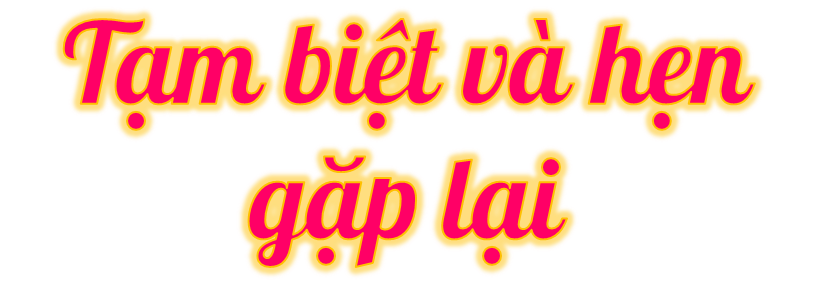 Tạm biệt và hẹn
gặp lại